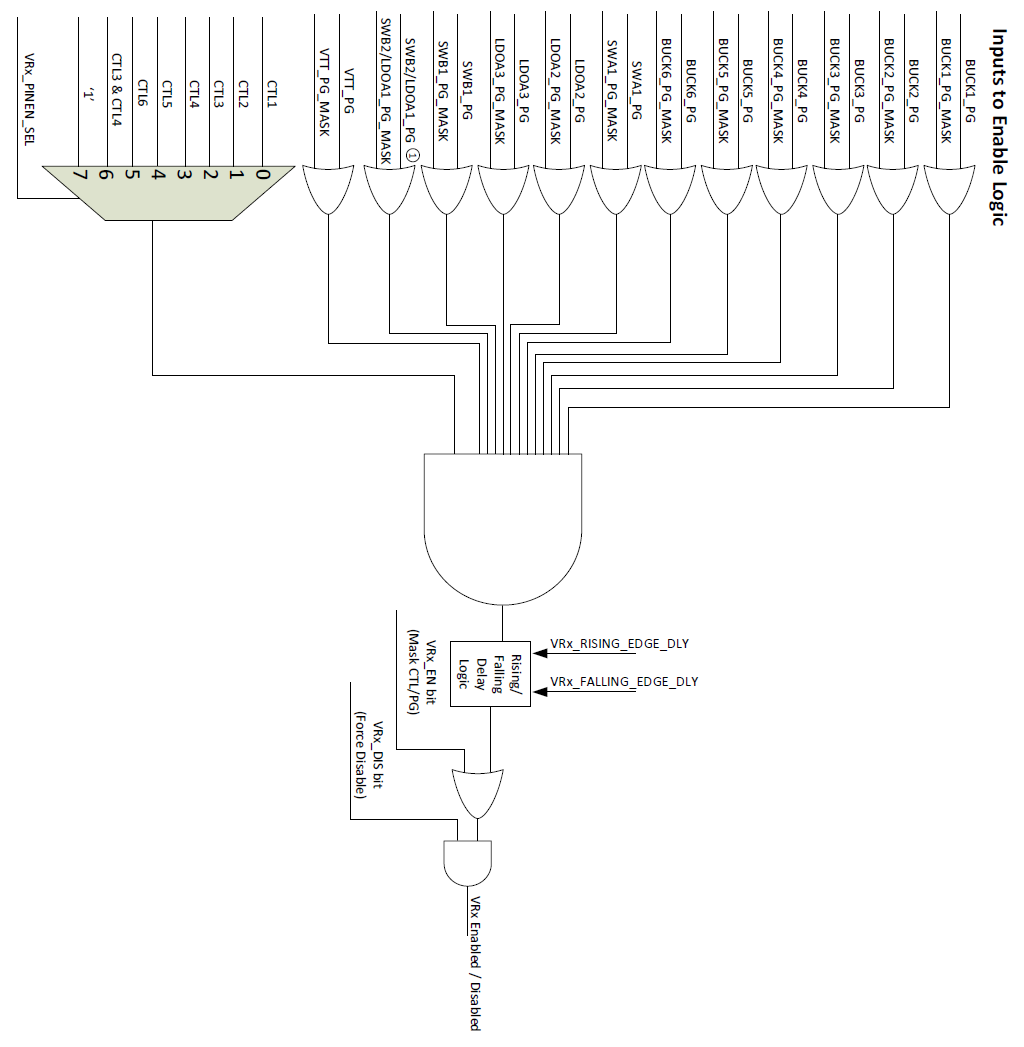 Inputs to Enable Logic
BUCK1_PG
BUCK1_PG_MASK
BUCK2_PG
BUCK2_PG_MASK
BUCK3_PG
BUCK3_PG_MASK
BUCK4_PG
BUCK4_PG_MASK
BUCK5_PG
BUCK5_PG_MASK
BUCK6_PG
BUCK6_PG_MASK
SWA1_PG
SWA1_PG_MASK
LDOA2_PG
LDOA2_PG_MASK
LDOA3_PG
LDOA3_PG_MASK
SWB1_PG
SWB1_PG_MASK
SWB2/LDOA1_PG ①
SWB2/LDOA1_PG_MASK
VTT_PG
VTT_PG_MASK
CTL1
CTL2
CTL3
CTL4
CTL5
CTL6
CTL3 & CTL4
‘1’
VRx_PINEN_SEL
0
1
2
3
4
5
6
7
VRx_RISING_EDGE_DLY
VRx_FALLING_EDGE_DLY
Rising/
Falling
Delay
Logic
VRx_EN bit
(Mask CTL/PG)
VRx_DIS bit
(Force Disable)
VRx Enabled / Disabled